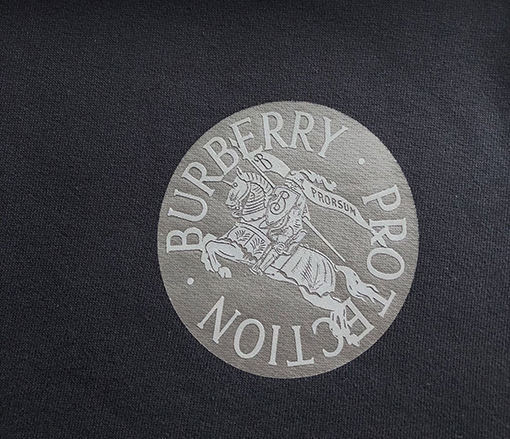 BURBERRY · PROTECTION ·
B
PRORSUM